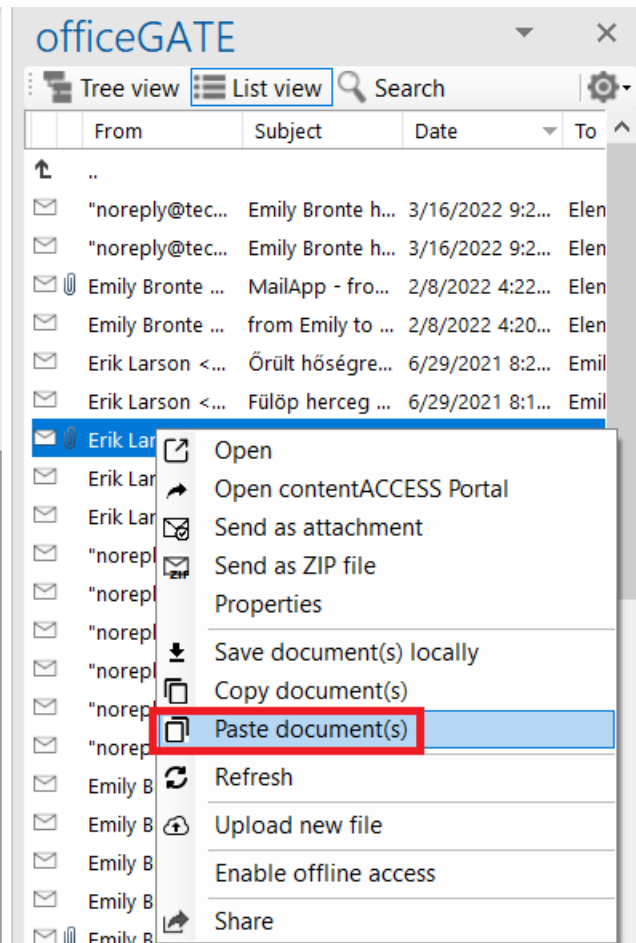 officeGATE
Tree view List view Search
From Subject Date To
..
"noreply@tec... Emily Bronte h... 3/16/2022 9:2... Elen
"noreply@tec... Emily Bronte h... 3/16/2022 9:2... Elen
Emily Bronte ... MailApp - fro... 2/8/2022 4:22... Elen
Emily Bronte ... from Emily to ... 2/8/2022 4:20... Elen
Erik Larson <... Őrült hőségre... 6/29/2021 8:2... Emil
Erik Larson <... Fülöp herceg ... 6/29/2021 8:1... Emil
Erik Lar
Open
Erik Lar
Open contentACCESS Portal
Erik Lar
Send as attachment
"norepl
Send as ZIP file
"norepl
Properties
"norepl
Save document(s) locally
"norepl
Copy document(s)
"norep
Paste document(s)
"norep
Refresh
Emily B
Upload new file
Emily B
Enable offline access
Emily B
Emily B
Share
Emily B